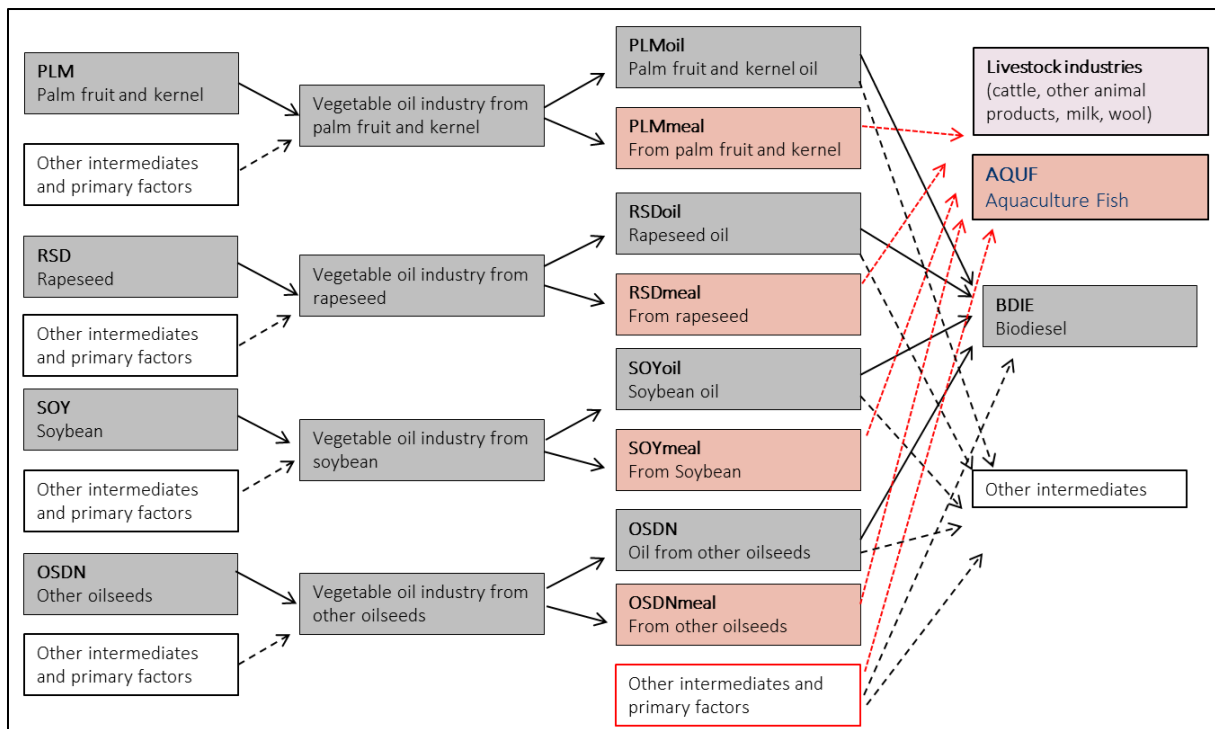 PLM
Palm fruit and kernel
Other intermediates
and primary factors
RSD
Rapeseed
Other intermediates
and primary factors
SOY
Soybean
Other intermediates
and primary factors
OSDN
Other oilseeds
Other intermediates
and primary factors
Vegetable oil industry from
palm fruit and kernel
Vegetable oil industry from
rapeseed
Vegetable oil industry from
soybean
Vegetable oil industry from
other oilseeds
PLMoil
Palm fruit and kernel oil
PLMmeal
From palm fruit and kernel
RSDoil
Rapeseed oil
RSDmeal
From rapeseed
SOYoil
Soybean oil
SOYmeal
From Soybean
OSDN
Oil from other oilseeds
OSDNmeal
From other oilseeds
Other intermediates and
primary factors
Livestock industries
(cattle, other animal
products, milk, wool)
AQUF
Aquaculture Fish
BDIE
Biodiesel
Other intermediates